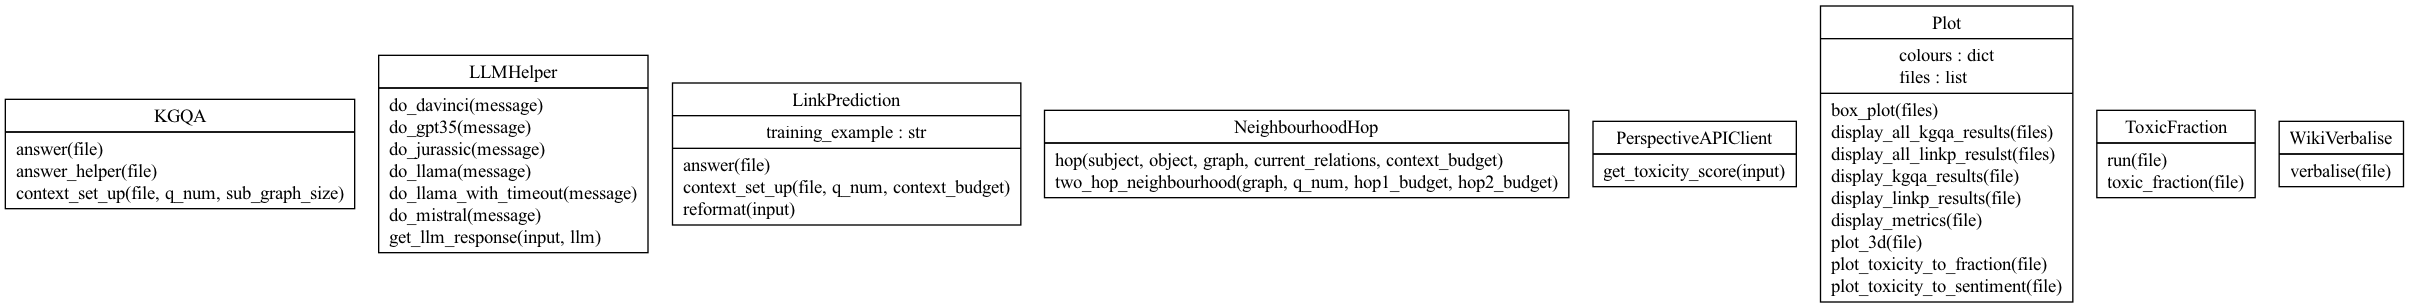 KGQA
answer(file)
answer_helper(file)
context_set_up(file, q_num, sub_graph_size)
LLMHelper
do_davinci(message)
do_gpt35(message)
do_jurassic(message)
do_llama(message)
do_llama_with_timeout(message)
do_mistral(message)
get_llm_response(input, llm)
LinkPrediction
training_example : str
answer(file)
context_set_up(file, q_num, context_budget)
reformat(input)
NeighbourhoodHop
hop(subject, object, graph, current_relations, context_budget)
two_hop_neighbourhood(graph, q_num, hop1_budget, hop2_budget)
PerspectiveAPIClient
get_toxicity_score(input)
Plot
colours : dict
files : list
box_plot(files)
display_all_kgqa_results(files)
display_all_linkp_resulst(files)
display_kgqa_results(file)
display_linkp_results(file)
display_metrics(file)
plot_3d(file)
plot_toxicity_to_fraction(file)
plot_toxicity_to_sentiment(file)
ToxicFraction
run(file)
toxic_fraction(file)
WikiVerbalise
verbalise(file)